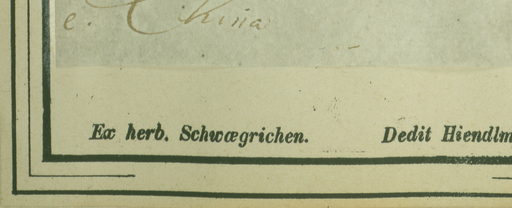 e. China
Ex herb. Schwægrichen. Dedit Hiendlm